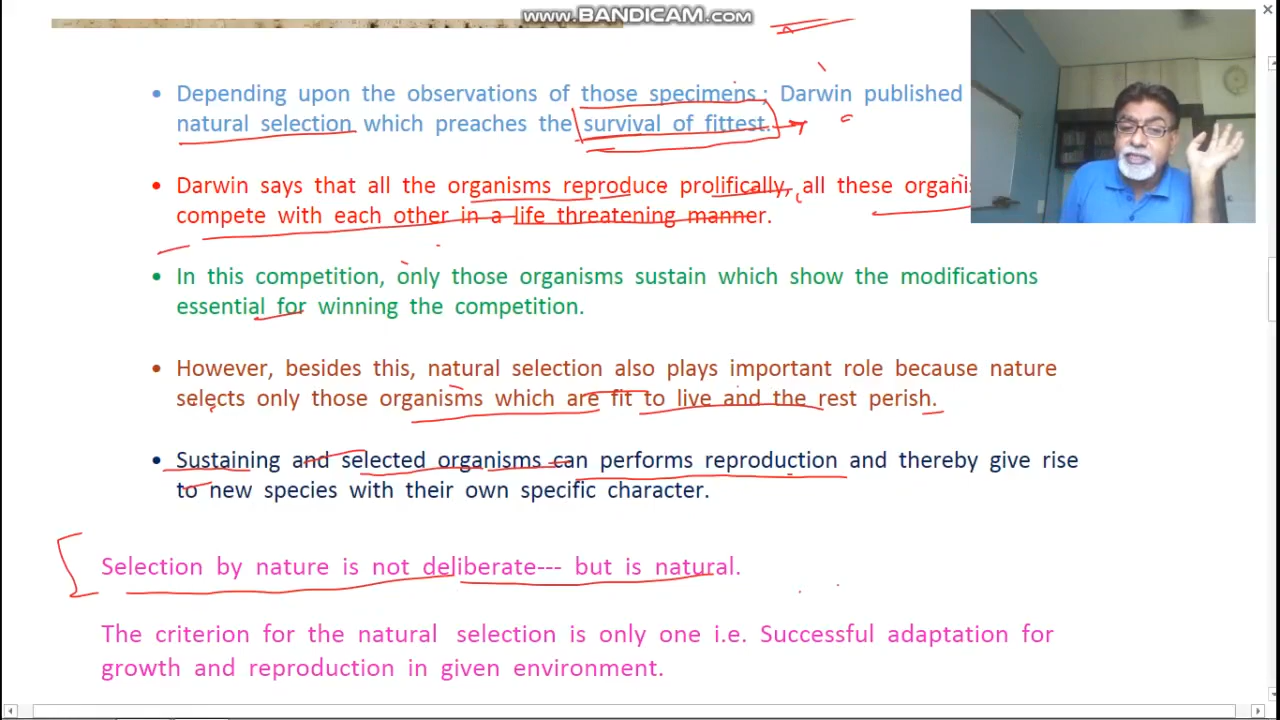 www.BANDICAM.com
• Depending upon the observations of those specimens ; Darwin published
natural selection which preaches the survival of fittest.
• Darwin says that all the organisms reproduce prolifically, all these
compete with each other in a life threatening manner.
• In this competition, only those organisms sustain which show the modifications
essential for winning the competition.
• However, besides this, natural selection also plays important role because nature
selects only those organisms which are fit to live and the rest perish.
• Sustaining and selected organisms can performs reproduction and thereby give rise
to new species with their own specific character.
Selection by nature is not deliberate--- but is natural.
The criterion for the natural selection is only one i.e. Successful adaptation for
growth and reproduction in given environment.